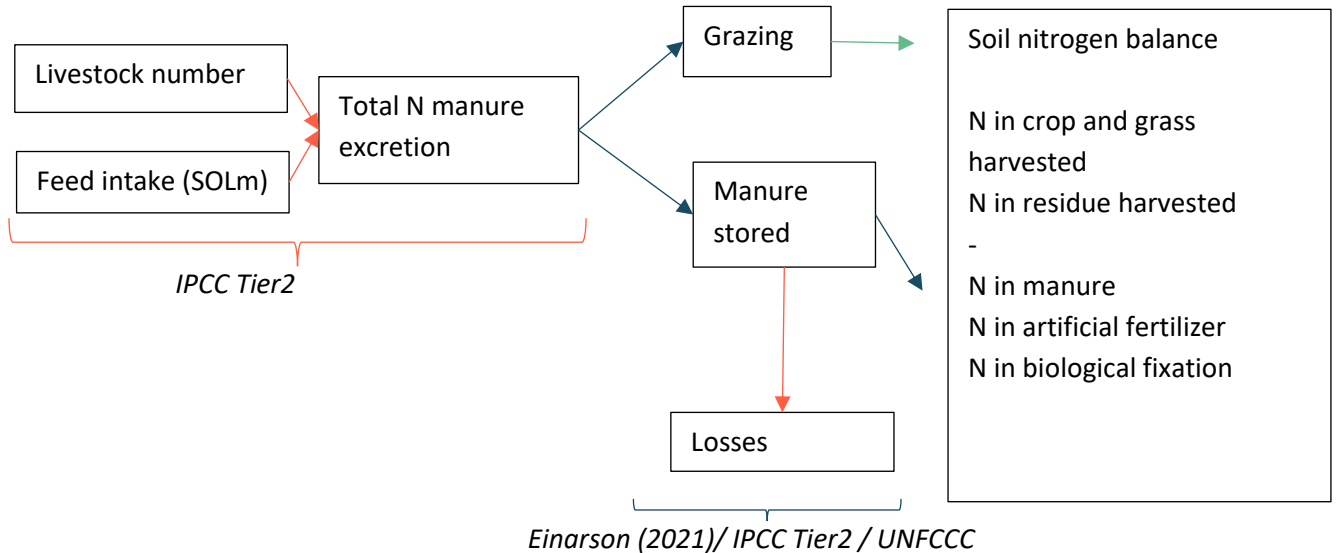 Livestock number
Feed intake (SOLm)
IPCC Tier2
Total N manure
excretion
Grazing
Manure
stored
Losses
Einarson (2021)/ IPCC Tier2 / UNFCCC
Soil nitrogen balance
N in crop and grass
harvested
N in residue harvested
-
N in manure
N in artificial fertilizer
N in biological fixation